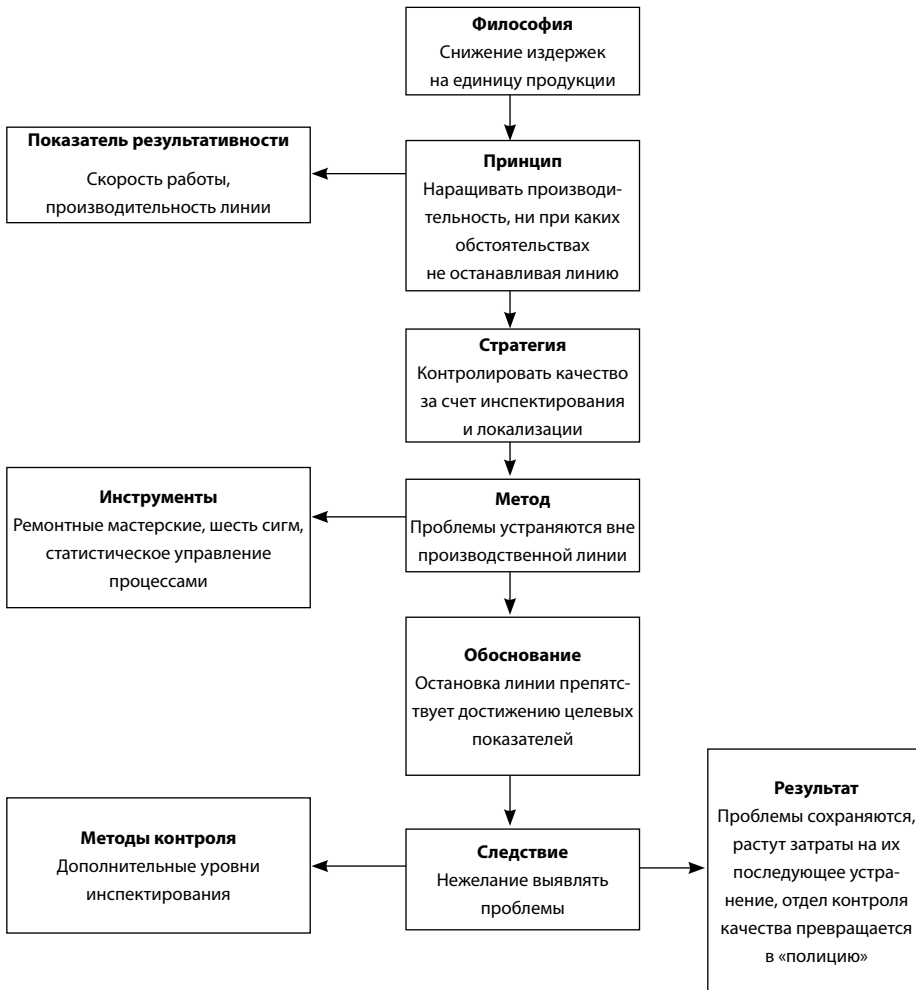 Философия
Снижение издержек
на единицу продукции
Показатель результативности
Скорость работы,
производительность линии
Принцип
Наращивать производи-
тельность, ни при каких
обстоятельствах
не останавливая линию
Стратегия
Контролировать качество
за счет инспектирования
и локализации
Инструменты
Ремонтные мастерские, шесть сигм,
статистическое управление
процессами
Метод
Проблемы устраняются вне
производственной линии
Обоснование
Остановка линии препятс-
твует достижению целевых
показателей
Методы контроля
Дополнительные уровни
инспектирования
Следствие
Нежелание выявлять
проблемы
Результат
Проблемы сохраняются,
растут затраты на их
последующее устра-
нение, отдел контроля
качества превращается
в «полицию»